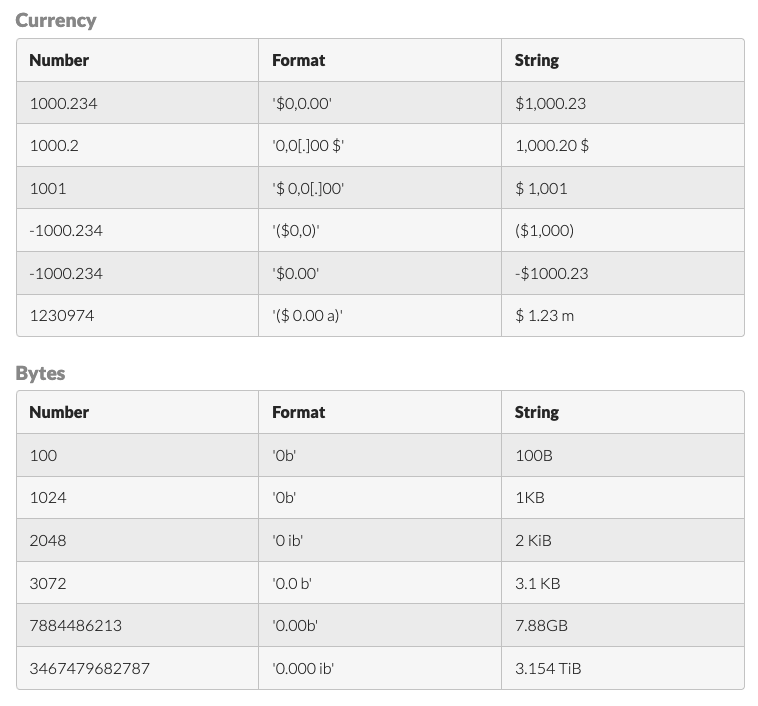 Currency
Number Format String
1000.234 '$0,0.00' $1,000.23
1000.2 '0,0[.]00 $' 1,000.20 $
1001 '$ 0,0[.]00' $ 1,001
-1000.234 '($0,0)' ($1,000)
-1000.234 '$0.00' -$1000.23
1230974 '($ 0.00 a)' $ 1.23 m
Bytes
Number Format String
100 '0b' 100B
1024 '0b' 1KB
2048 '0 ib' 2 KiB
3072 '0.0 b' 3.1 KB
7884486213 '0.00b' 7.88GB
3467479682787 '0.000 ib' 3.154 TiB